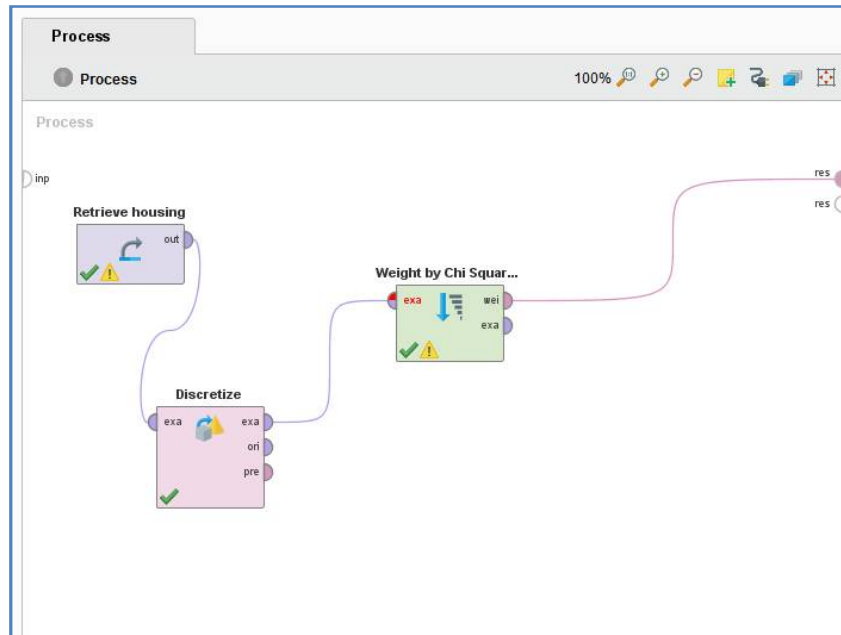 Process
Process
100%
Process
inp
res
res
Retrieve housing
out
Weight by Chi Squar...
exa
wei
exa
Discretize
exa
exa
ori
pre